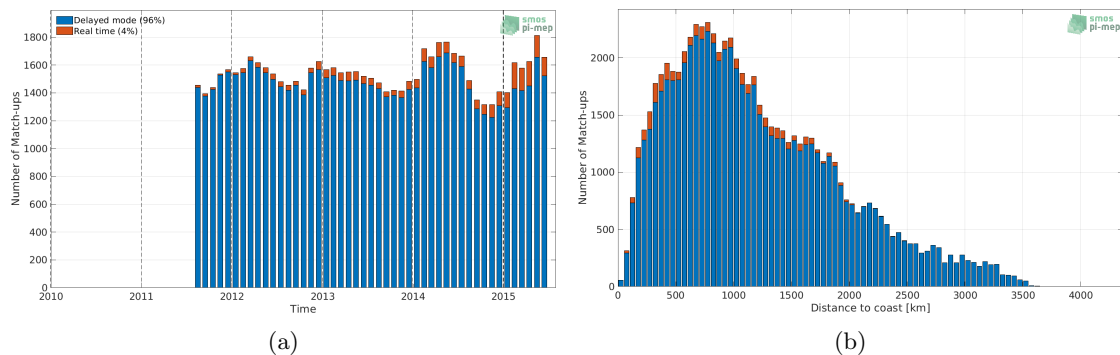 Delayed mode (96%)
Real time (4%)
smos
pi-mep
Number of Match-ups
1800
1600
1400
1200
1000
800
600
400
200
0
2010
2011
2012
2013
2014
2015
Time
(a)
smos
pi-mep
Number of Match-ups
2000
1500
1000
500
0
0
500
1000
1500
2000
2500
3000
3500
4000
Distance to coast [km]
(b)